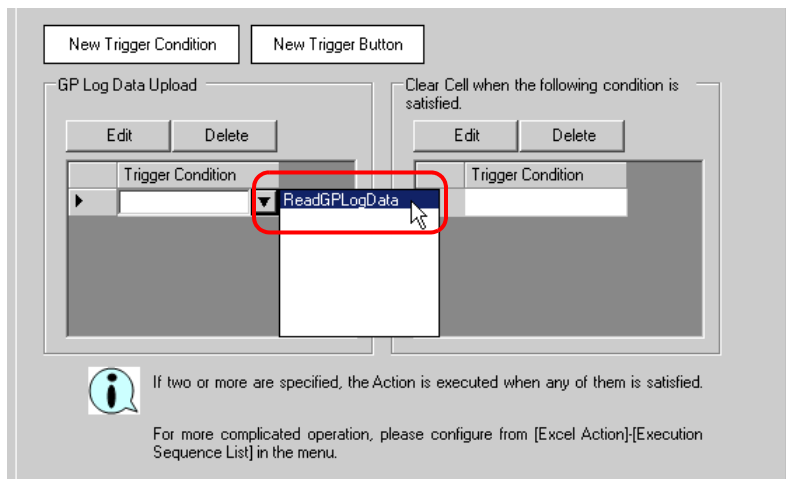 New Trigger Condition
New Trigger Button
GP Log Data Upload
Edit
Delete
Trigger Condition
ReadGPLogData
Clear Cell when the following condition is
satisfied.
Edit
Delete
Trigger Condition
If two or more are specified, the Action is executed when any of them is satisfied.
For more complicated operation, please configure from [Excel Action]-[Execution
Sequence List] in the menu.